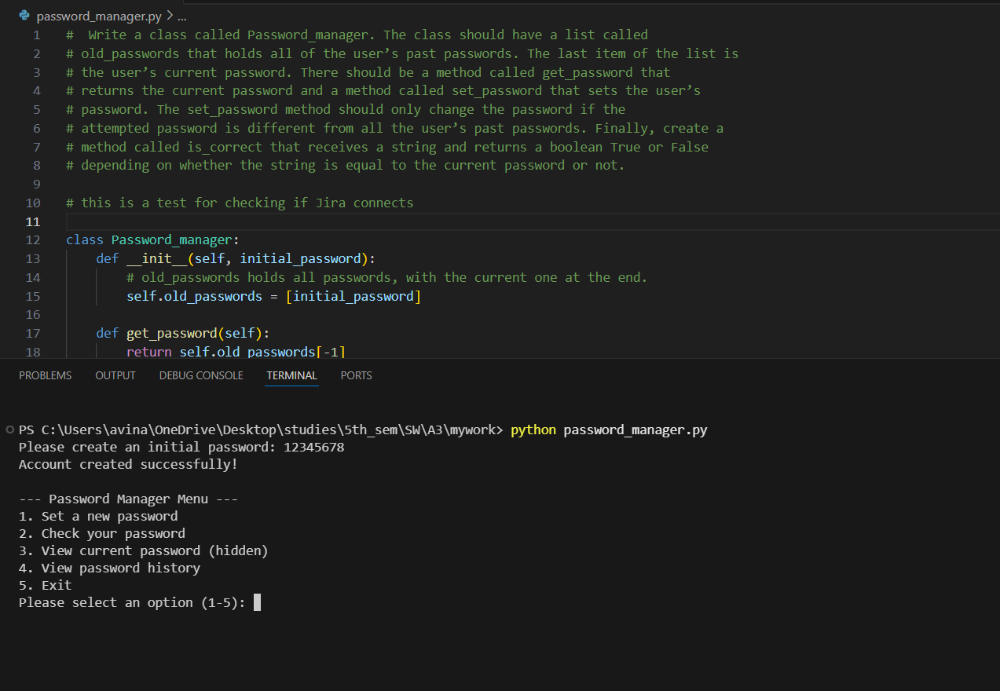 password_manager.py > ...
1 #  Write a class called Password_manager. The class should have a list called
2 # old_passwords that holds all of the user’s past passwords. The last item of the list is
3 # the user’s current password. There should be a method called get_password that
4 # returns the current password and a method called set_password that sets the user’s
5 # password. The set_password method should only change the password if the
6 # attempted password is different from all the user’s past passwords. Finally, create a
7 # method called is_correct that receives a string and returns a boolean True or False
8 # depending on whether the string is equal to the current password or not.
9
10 # this is a test for checking if Jira connects
11
12 class Password_manager:
13     def __init__(self, initial_password):
14         # old_passwords holds all passwords, with the current one at the end.
15         self.old_passwords = [initial_password]
16
17     def get_password(self):
18         return self.old_passwords[-1]
PROBLEMS OUTPUT DEBUG CONSOLE TERMINAL PORTS
PS C:\Users\avina\OneDrive\Desktop\studies\5th_sem\SW\A3\mywork> python password_manager.py
Please create an initial password: 12345678
Account created successfully!
--- Password Manager Menu ---
1. Set a new password
2. Check your password
3. View current password (hidden)
4. View password history
5. Exit
Please select an option (1-5):